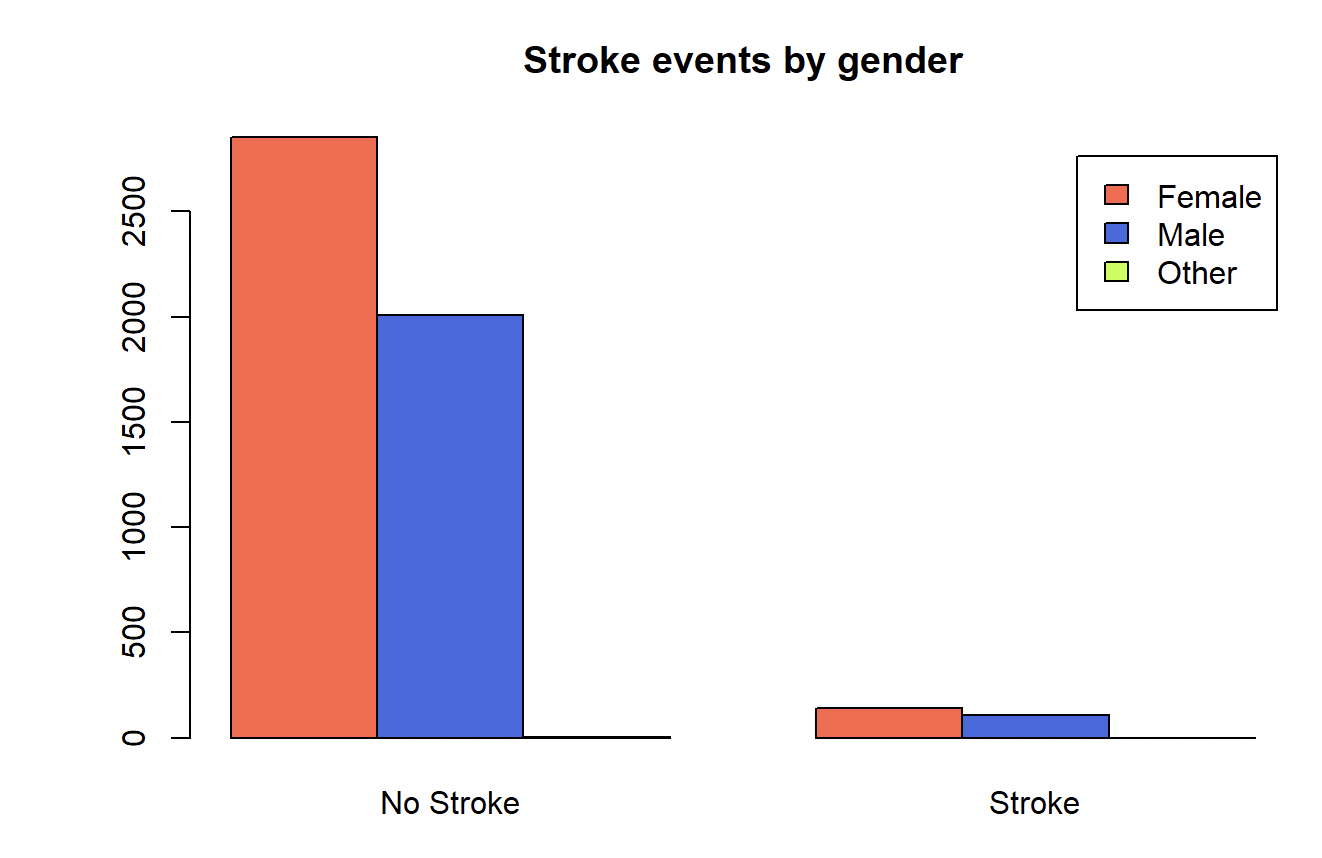 Stroke events by gender
2500
2000
1500
1000
500
0
Female
Male
Other
No Stroke
Stroke